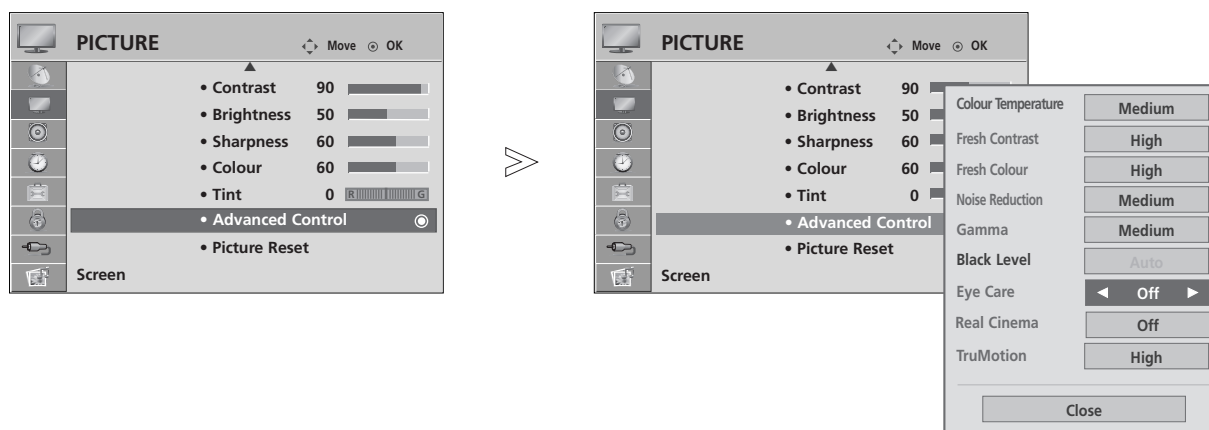 PICTURE Move OK
• Contrast 90
• Brightness 50
• Sharpness 60
• Colour 60
• Tint 0 R G
• Advanced Control
• Picture Reset
Screen
PICTURE Move OK
• Contrast 90
• Brightness 50
• Sharpness 60
• Colour 60
• Tint 0
• Advanced Control
• Picture Reset
Screen
Colour Temperature Medium
Fresh Contrast High
Fresh Colour High
Noise Reduction Medium
Gamma Medium
Black Level Auto
Eye Care ◀ Off ▶
Real Cinema Off
TruMotion High
Close